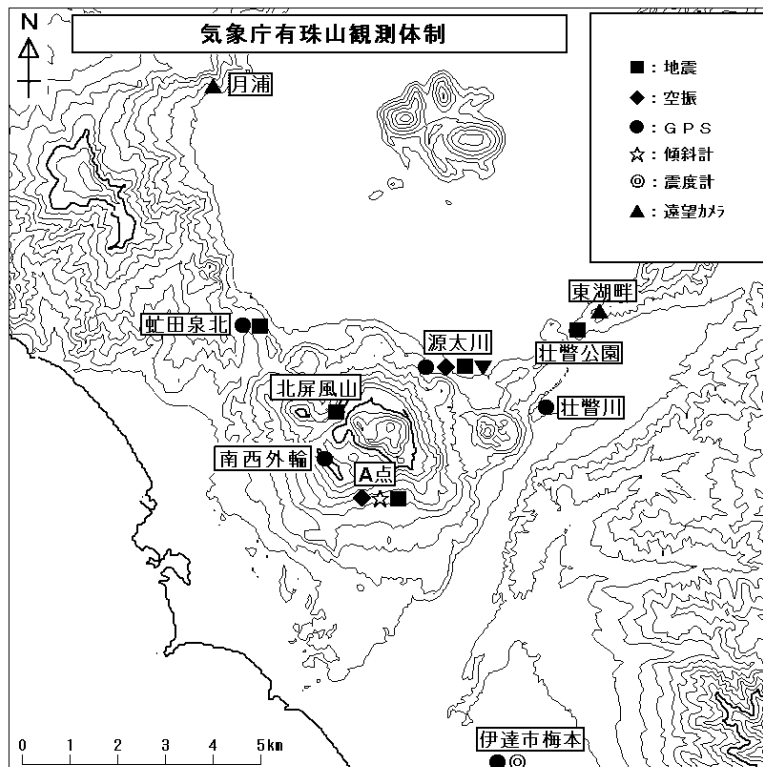 気象庁有珠山観測体制
N
■：地震
◆：空振
●：ＧＰＳ
☆：傾斜計
◎：震度計
▲：遠望ｶﾒﾗ
月浦
東湖畔
虻田泉北
源太川
壮瞥公園
北屏風山
壮瞥川
南西外輪
A点
伊達市梅本
0 1 2 3 4 5km